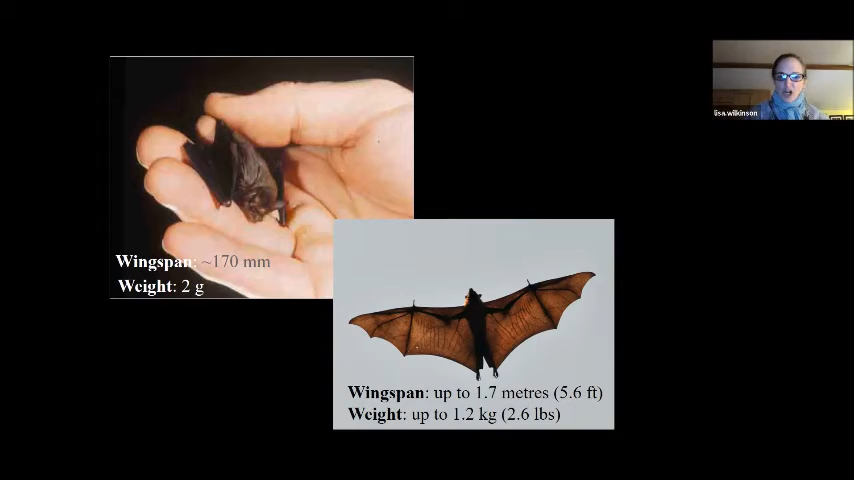 lisa.wilkinson
Wingspan: ~170 mm
Weight: 2 g
Wingspan: up to 1.7 metres (5.6 ft)
Weight: up to 1.2 kg (2.6 lbs)